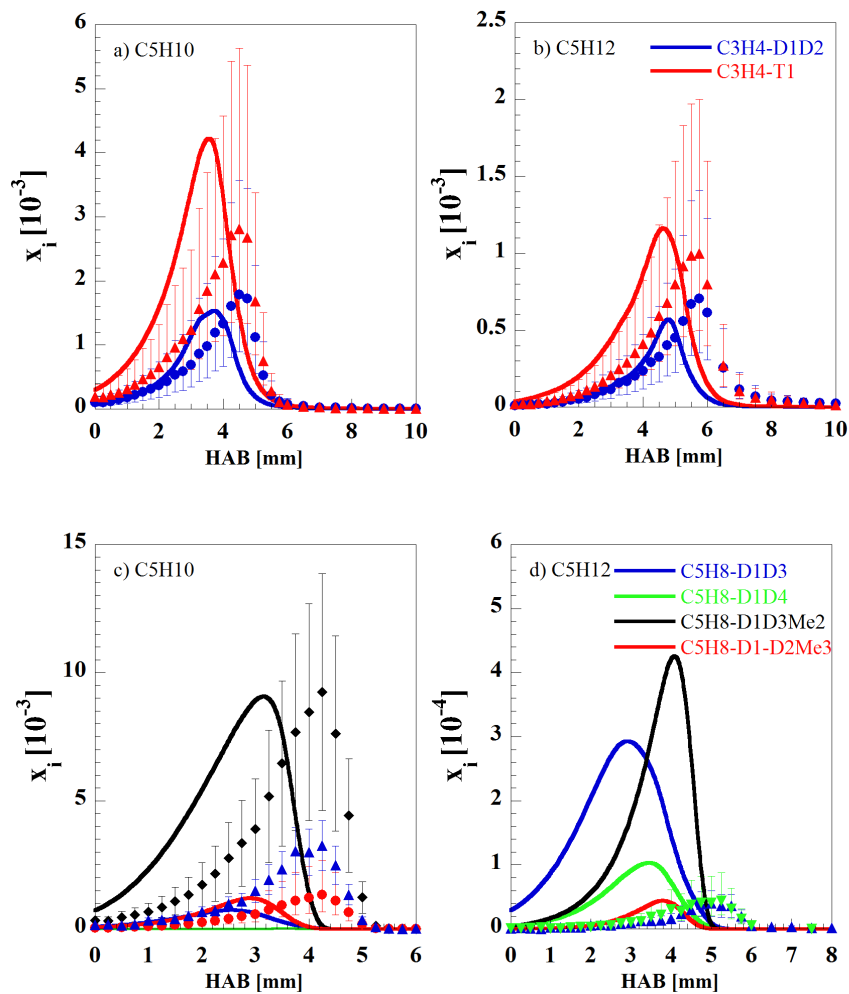 6
5
4
3
2
1
0
a) C5H10
x_i [10^-3]
0 2 4 6 8 10
HAB [mm]
2.5
2
1.5
1
0.5
0
b) C5H12
C3H4-D1D2
C3H4-T1
x_i [10^-3]
0 2 4 6 8 10
HAB [mm]
15
10
5
0
c) C5H10
x_i [10^-3]
0 1 2 3 4 5 6
HAB [mm]
6
5
4
3
2
1
0
d) C5H12
C5H8-D1D3
C5H8-D1D4
C5H8-D1D3Me2
C5H8-D1-D2Me3
x_i [10^-4]
0 1 2 3 4 5 6 7 8
HAB [mm]